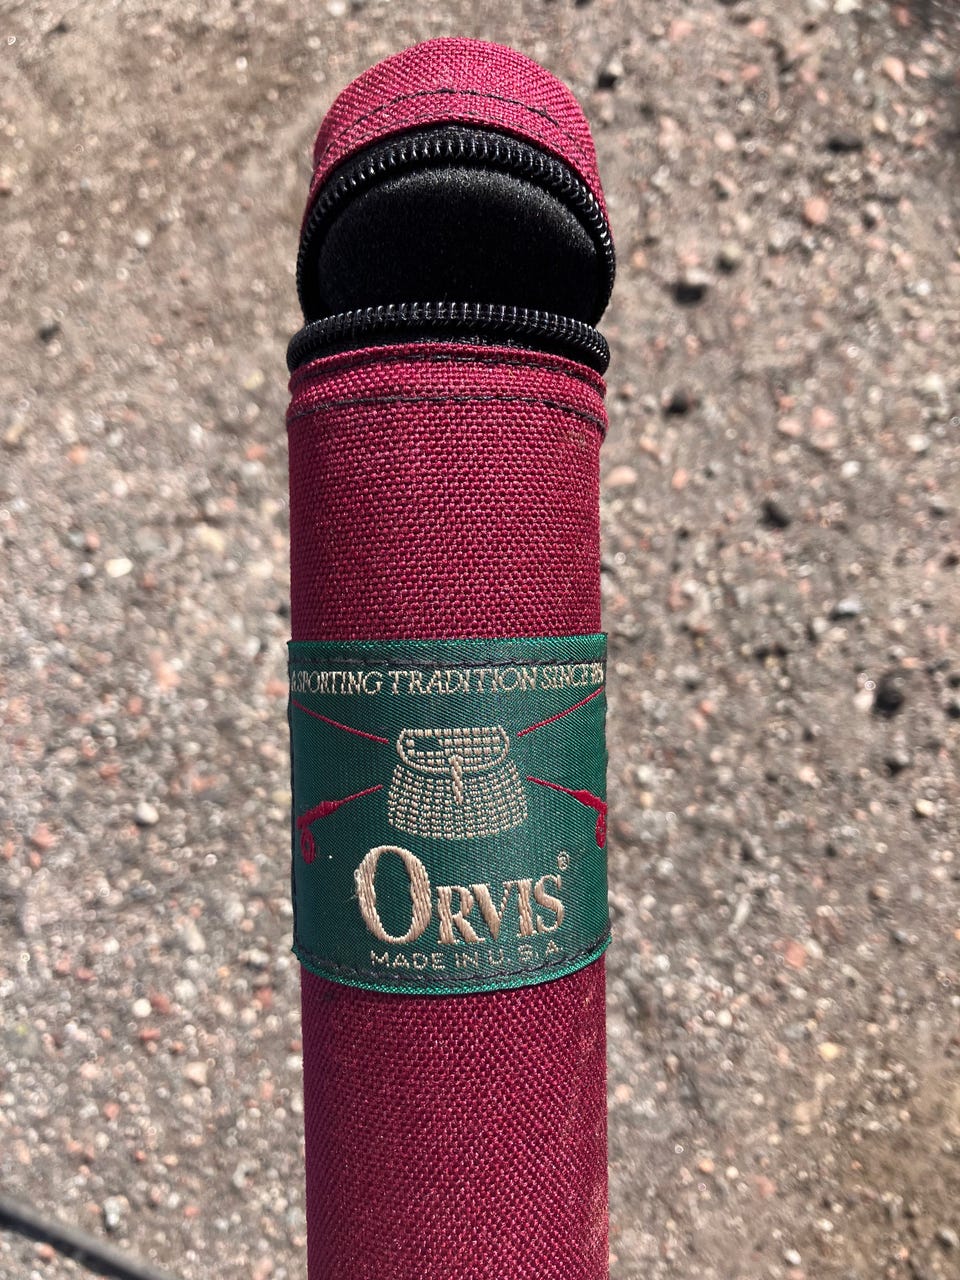 A SPORTING TRADITION SINCE
ORVIS®
MADE IN U.S.A.